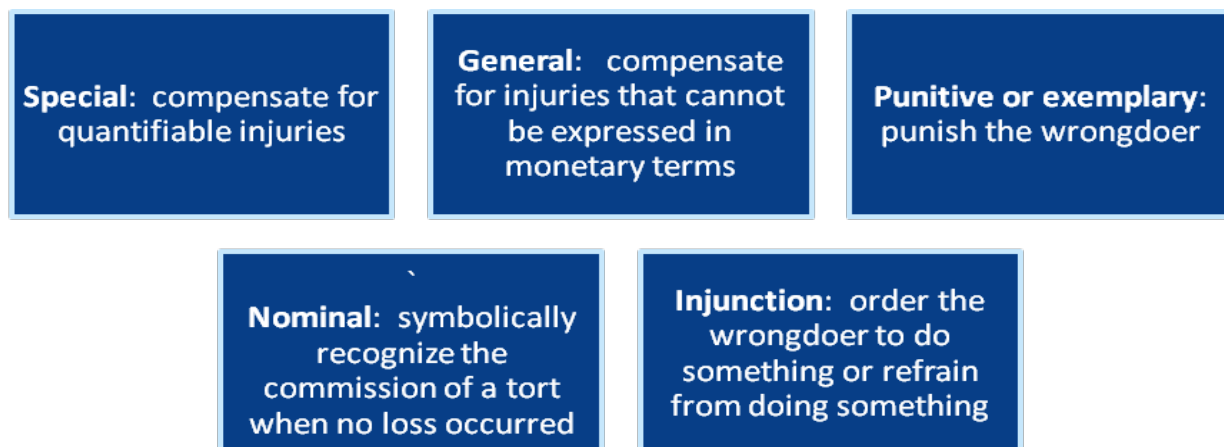 Special:  compensate for
quantifiable injuries
General:   compensate
for injuries that cannot
be expressed in
monetary terms
Punitive or exemplary:
punish the wrongdoer
`
Nominal:  symbolically
recognize the
commission of a tort
when no loss occurred
Injunction:  order the
wrongdoer to do
something or refrain
from doing something